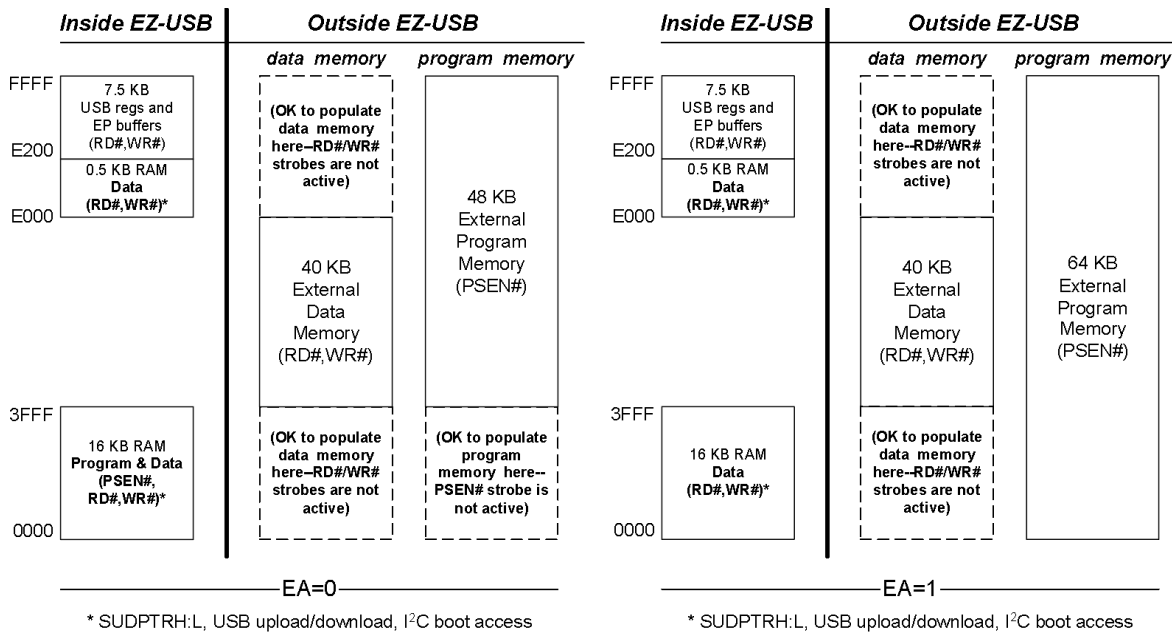 Inside EZ-USB
Outside EZ-USB
data memory
program memory
FFFF
7.5 KB
USB regs and
EP buffers
(RD#,WR#)
E200
0.5 KB RAM
Data
(RD#,WR#)*
E000
(OK to populate
data memory
here--RD#/WR#
strobes are not
active)
48 KB
External
Program
Memory
(PSEN#)
40 KB
External
Data
Memory
(RD#,WR#)
3FFF
16 KB RAM
Program & Data
(PSEN#,
RD#,WR#)*
0000
(OK to populate
data memory
here--RD#/WR#
strobes are not
active)
(OK to populate
program
memory here--
PSEN# strobe is
not active)
EA=0
* SUDPTRH:L, USB upload/download, I²C boot access
Inside EZ-USB
Outside EZ-USB
data memory
program memory
FFFF
7.5 KB
USB regs and
EP buffers
(RD#,WR#)
E200
0.5 KB RAM
Data
(RD#,WR#)*
E000
(OK to populate
data memory
here--RD#/WR#
strobes are not
active)
40 KB
External
Data
Memory
(RD#,WR#)
64 KB
External
Program
Memory
(PSEN#)
3FFF
16 KB RAM
Data
(RD#,WR#)*
0000
(OK to populate
data memory
here--RD#/WR#
strobes are not
active)
EA=1
* SUDPTRH:L, USB upload/download, I²C boot access